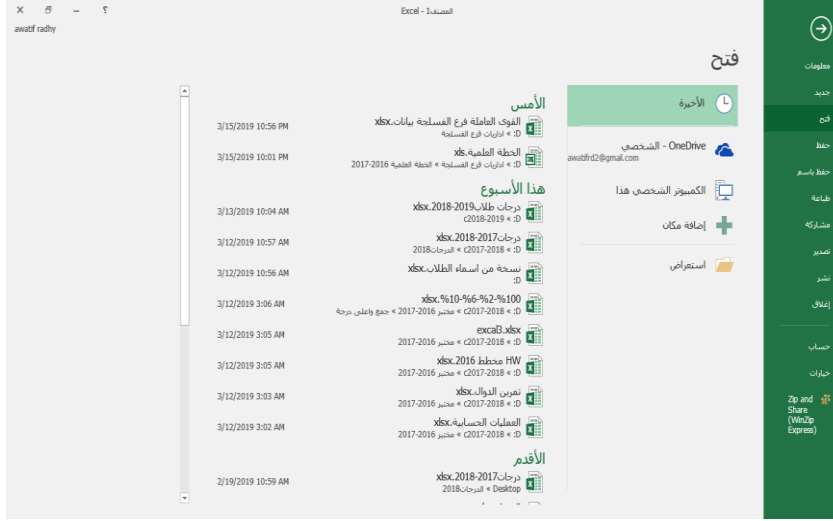 المصنف1 - Excel
awatif radhy
معلومات
جديد
فتح
حفظ
حفظ باسم
طباعة
مشاركة
تصدير
نشر
إغلاق
حساب
خيارات
Zip and
Share
(WinZip
Express)
فتح
الأخيرة
OneDrive - الشخصي
awatifrd2@gmail.com
الكمبيوتر الشخصي هذا
إضافة مكان
استعراض
الأمس
القوى العاملة فرع الفسلجة بيانات.xlsx 3/15/2019 10:56 PM
D: » اداريات فرع الفسلجة
الخطة العلمية.xls 3/15/2019 10:01 PM
D: » اداريات فرع الفسلجة » الخطة العلمية 2016-2017
هذا الأسبوع
درجات طلاب2019-2018.xlsx 3/13/2019 10:04 AM
D: » c2018-2019
درجات2017-2018.xlsx 3/12/2019 10:57 AM
D: » c2017-2018 » الدرجات2018
نسخة من اسماء الطلاب.xlsx 3/12/2019 10:56 AM
D:
100%-2%-6%-10%.xlsx 3/12/2019 3:06 AM
D: » c2017-2018 » مختبر 2016-2017 » جمع واعلى درجة
excal3.xlsx 3/12/2019 3:05 AM
D: » c2017-2018 » مختبر 2016-2017
HW مخطط 2016.xlsx 3/12/2019 3:05 AM
D: » c2017-2018 » مختبر 2016-2017
تمرين الدوال.xlsx 3/12/2019 3:03 AM
D: » c2017-2018 » مختبر 2016-2017
العمليات الحسابية.xlsx 3/12/2019 3:02 AM
D: » c2017-2018 » مختبر 2016-2017
الأقدم
درجات2017-2018.xlsx 2/19/2019 10:59 AM
Desktop » الدرجات2018